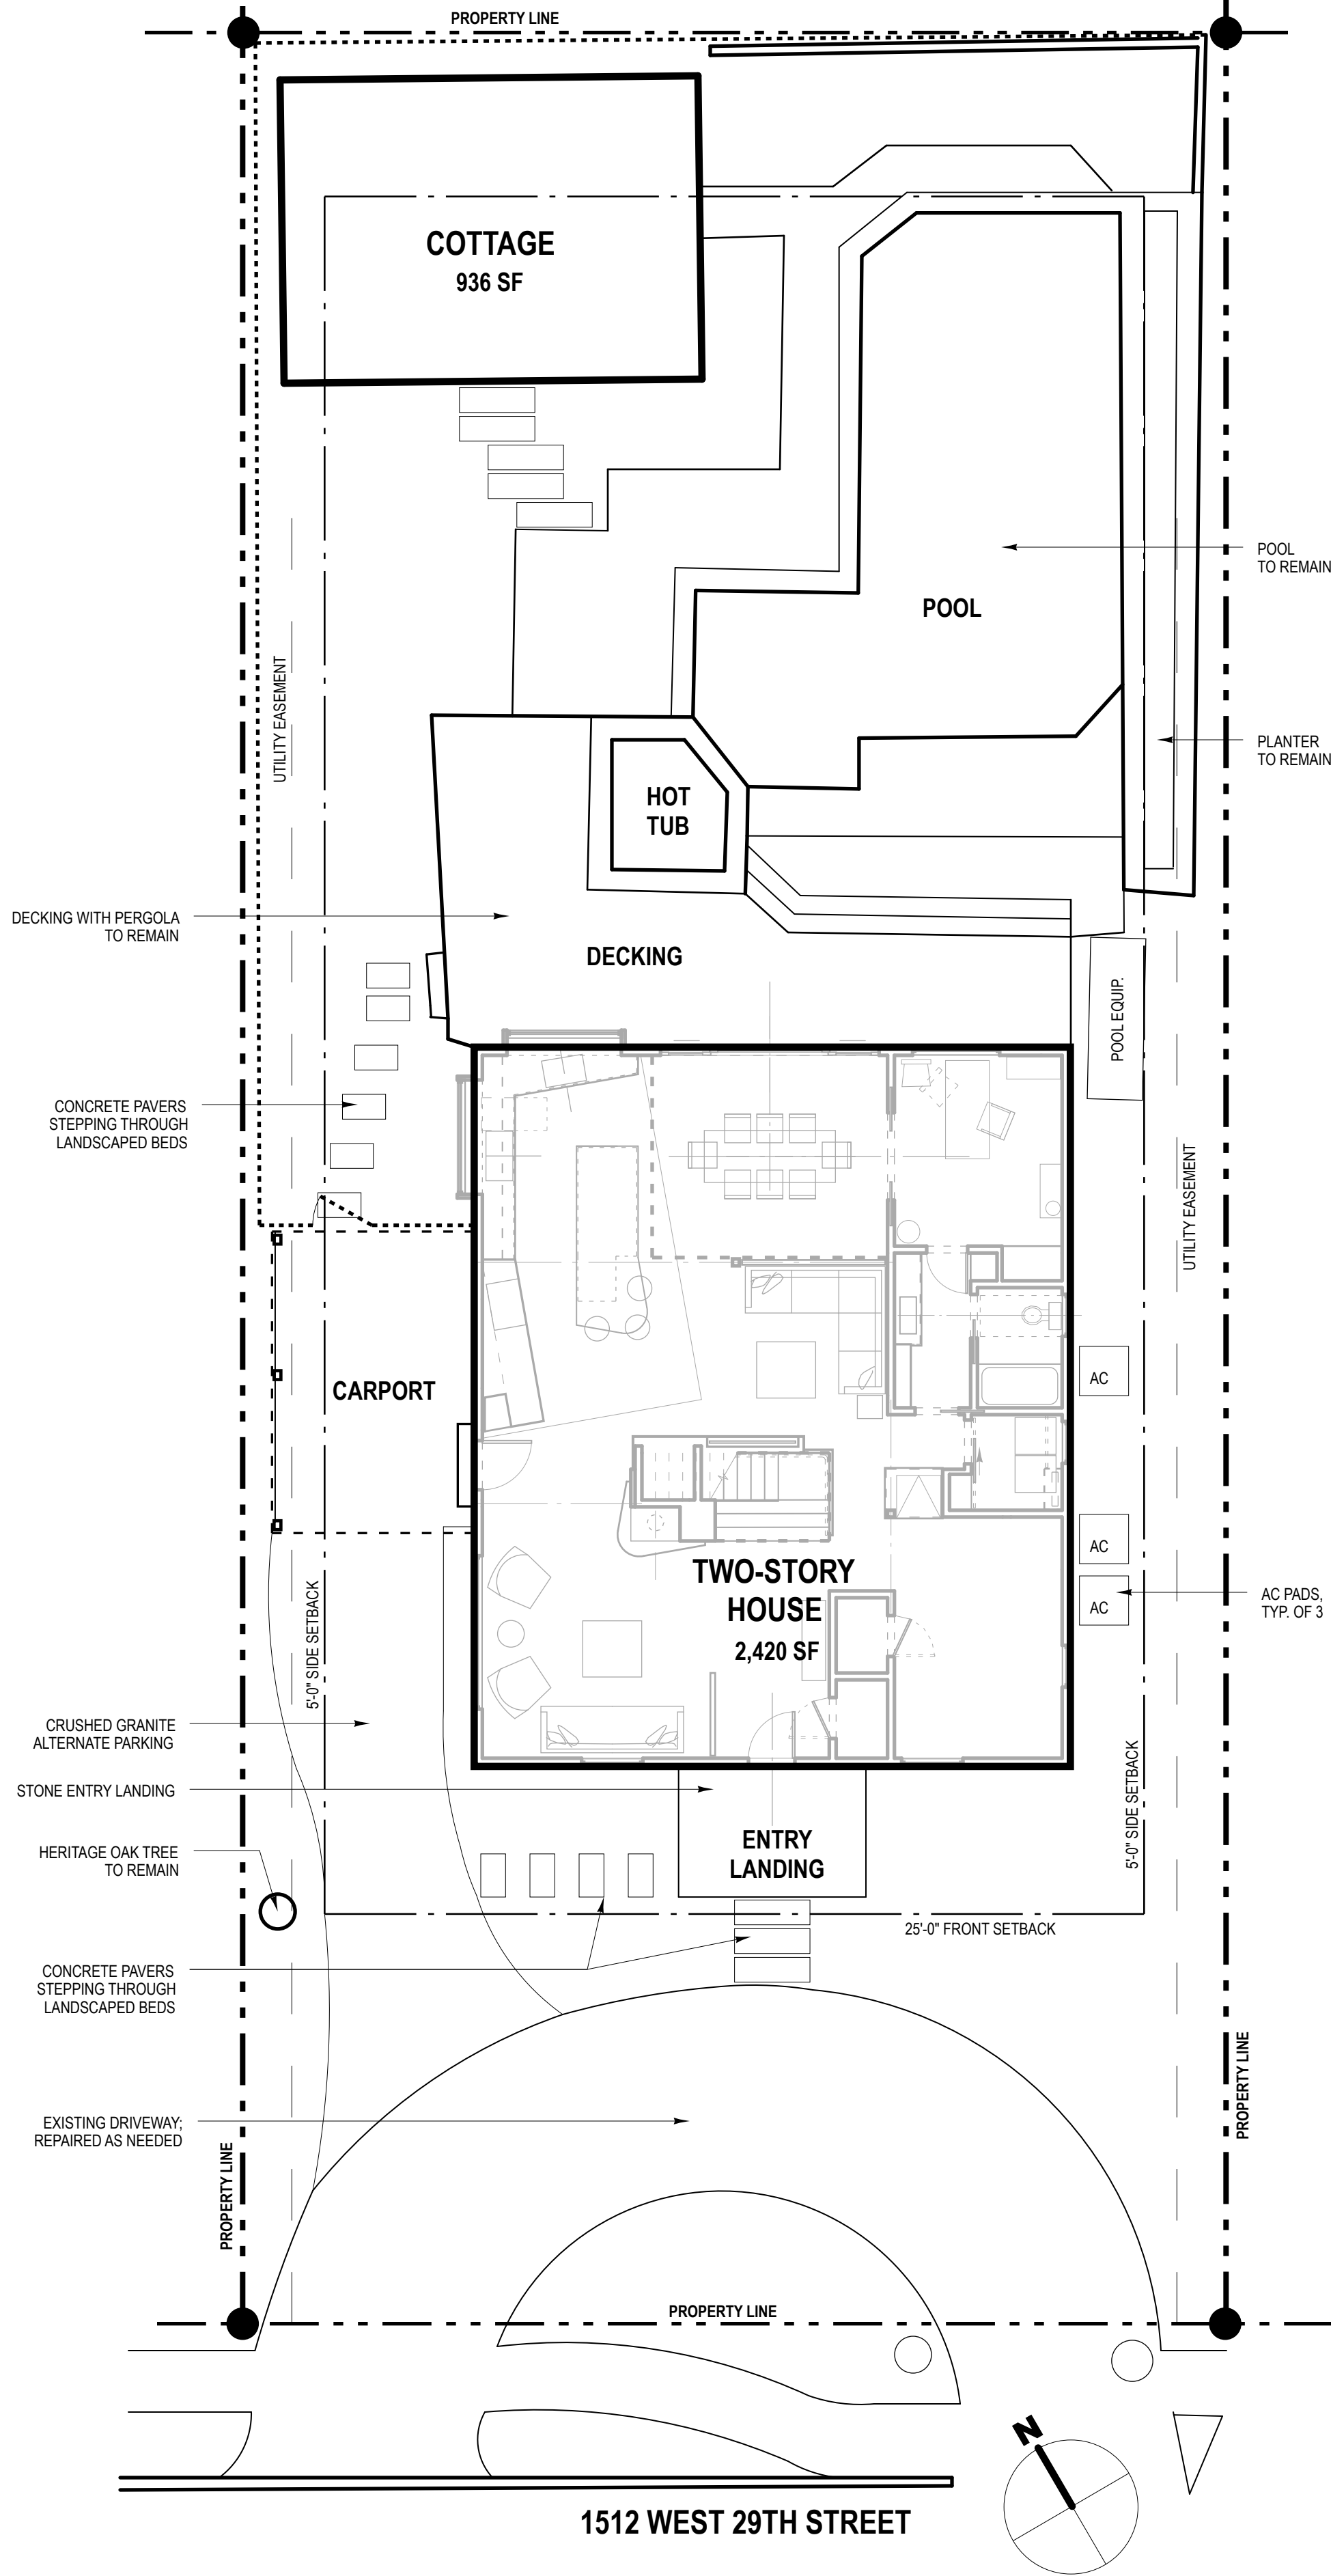 PROPERTY LINE
COTTAGE
936 SF
POOL
TO REMAIN
POOL
UTILITY EASEMENT
PLANTER
TO REMAIN
HOT
TUB
DECKING WITH PERGOLA
TO REMAIN
DECKING
POOL EQUIP.
CONCRETE PAVERS
STEPPING THROUGH
LANDSCAPED BEDS
UTILITY EASEMENT
CARPORT
AC
AC
AC
AC PADS,
TYP. OF 3
TWO-STORY
HOUSE
2,420 SF
5'-0" SIDE SETBACK
CRUSHED GRANITE
ALTERNATE PARKING
STONE ENTRY LANDING
5'-0" SIDE SETBACK
ENTRY
LANDING
HERITAGE OAK TREE
TO REMAIN
25'-0" FRONT SETBACK
CONCRETE PAVERS
STEPPING THROUGH
LANDSCAPED BEDS
PROPERTY LINE
EXISTING DRIVEWAY;
REPAIRED AS NEEDED
PROPERTY LINE
PROPERTY LINE
N
1512 WEST 29TH STREET